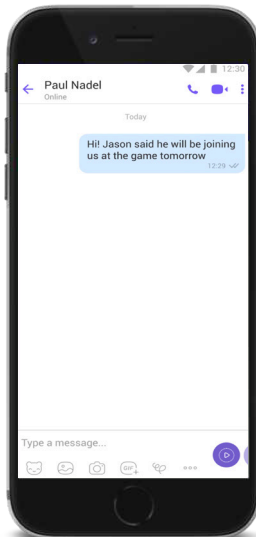 12:30
Paul Nadel
Online
Today
Hi! Jason said he will be joining
us at the game tomorrow
12:29
Type a message...
GIF